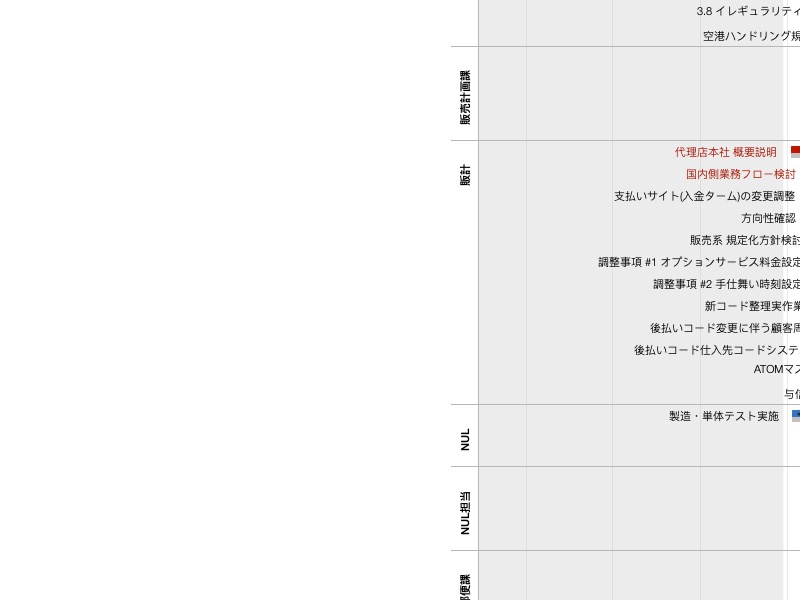 3.8 イレギュラリティ
空港ハンドリング規
販売計画課
販計
代理店本社 概要説明
国内側業務フロー検討
支払いサイト(入金ターム)の変更調整
方向性確認
販売系 規定化方針検討
調整事項 #1 オプションサービス料金設定
調整事項 #2 手仕舞い時刻設定
新コード整理実作業
後払いコード変更に伴う顧客周
後払いコード仕入先コードシステ
ATOMマス
与信
NUL
製造・単体テスト実施
NUL担当
郵便課